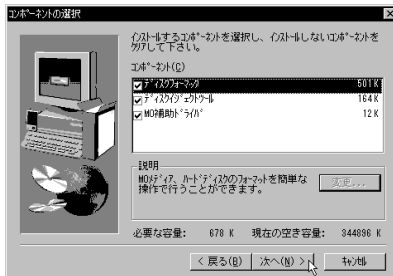 ｺﾝﾎﾟｰﾈﾝﾄの選択
ｲﾝｽﾄｰﾙするｺﾝﾎﾟｰﾈﾝﾄを選択し、ｲﾝｽﾄｰﾙしないｺﾝﾎﾟｰﾈﾝﾄを
ｸﾘｱして下さい。
ｺﾝﾎﾟｰﾈﾝﾄ(C)
ﾃﾞｨｽｸﾌｫｰﾏｯﾀ 501 K
ﾃﾞｨｽｸｲｼﾞｪｸﾄﾂｰﾙ 164 K
MO補助ﾄﾞﾗｲﾊﾞ 12 K
説明
MOﾒﾃﾞｨｱ、ﾊｰﾄﾞﾃﾞｨｽｸのﾌｫｰﾏｯﾄを簡単な
操作で行うことができます。
変更...
必要な容量: 678 K 現在の空き容量: 344896 K
< 戻る(B) 次へ(N) > ｷｬﾝｾﾙ